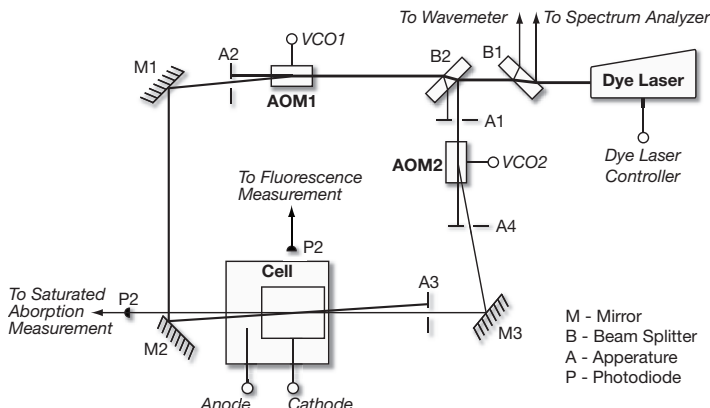 To Wavemeter
To Spectrum Analyzer
VCO1
A2
M1
B2
B1
Dye Laser
AOM1
A1
AOM2
VCO2
Dye Laser
Controller
To Fluorescence
Measurement
A4
P2
Cell
A3
To Saturated
Aborption
Measurement
P2
M2
M3
M - Mirror
B - Beam Splitter
A - Apperature
P - Photodiode
Anode
Cathode